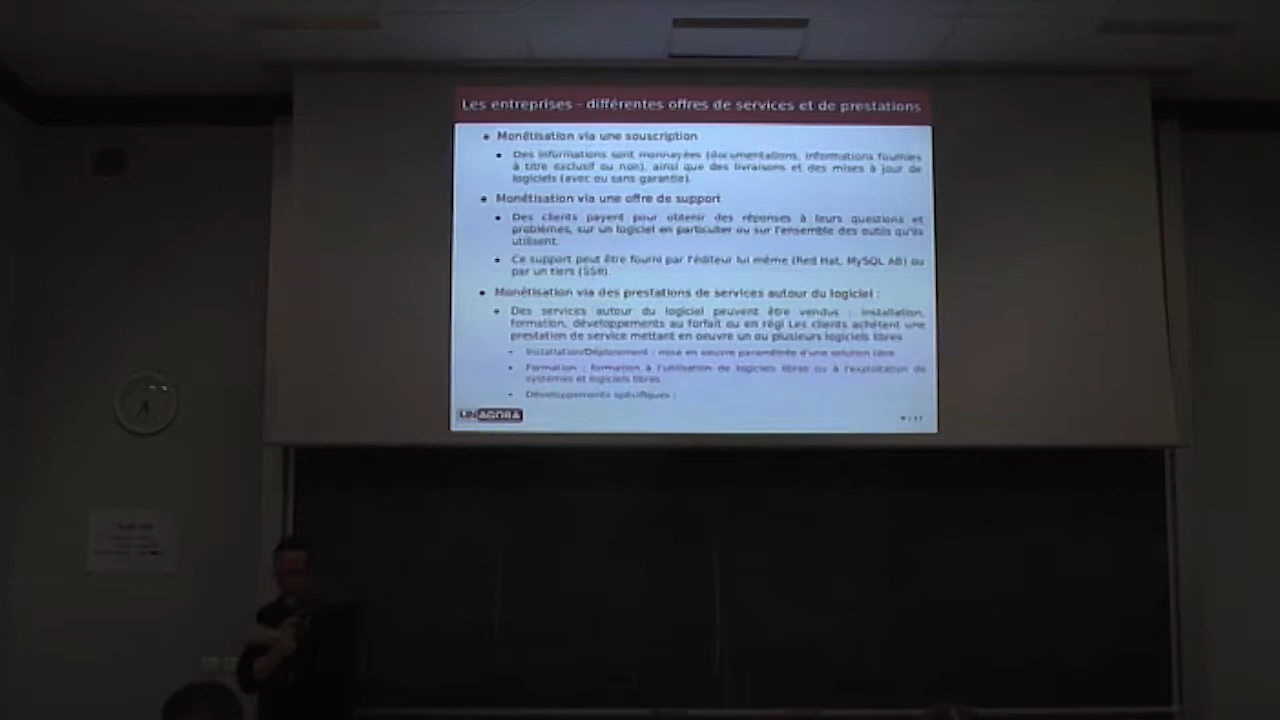 Les entreprises - différentes offres de services et de prestations
• Monétisation via une souscription
• Des informations sont monnayées (documentations, informations fournies
à titre exclusif ou non), ainsi que des livraisons et des mises à jour de
logiciels (avec ou sans garantie).
• Monétisation via une offre de support
• Des clients payent pour obtenir des réponses à leurs questions et
problèmes, sur un logiciel en particulier ou sur l'ensemble des outils qu'ils
utilisent.
• Ce support peut être fourni par l'éditeur lui même (Red Hat, MySQL AB) ou
par un tiers (SSII).
• Monétisation via des prestations de services autour du logiciel :
• Des services autour du logiciel peuvent être vendus : installation,
formation, développements au forfait ou en régi Les clients achètent une
prestation de service mettant en oeuvre un ou plusieurs logiciels libres
- Installation/Déploiement : mise en oeuvre paramétrée d'une solution libre
- Formation : formation à l'utilisation de logiciels libres ou à l'exploitation de
systèmes et logiciels libres
- Développements spécifiques :
AGORA